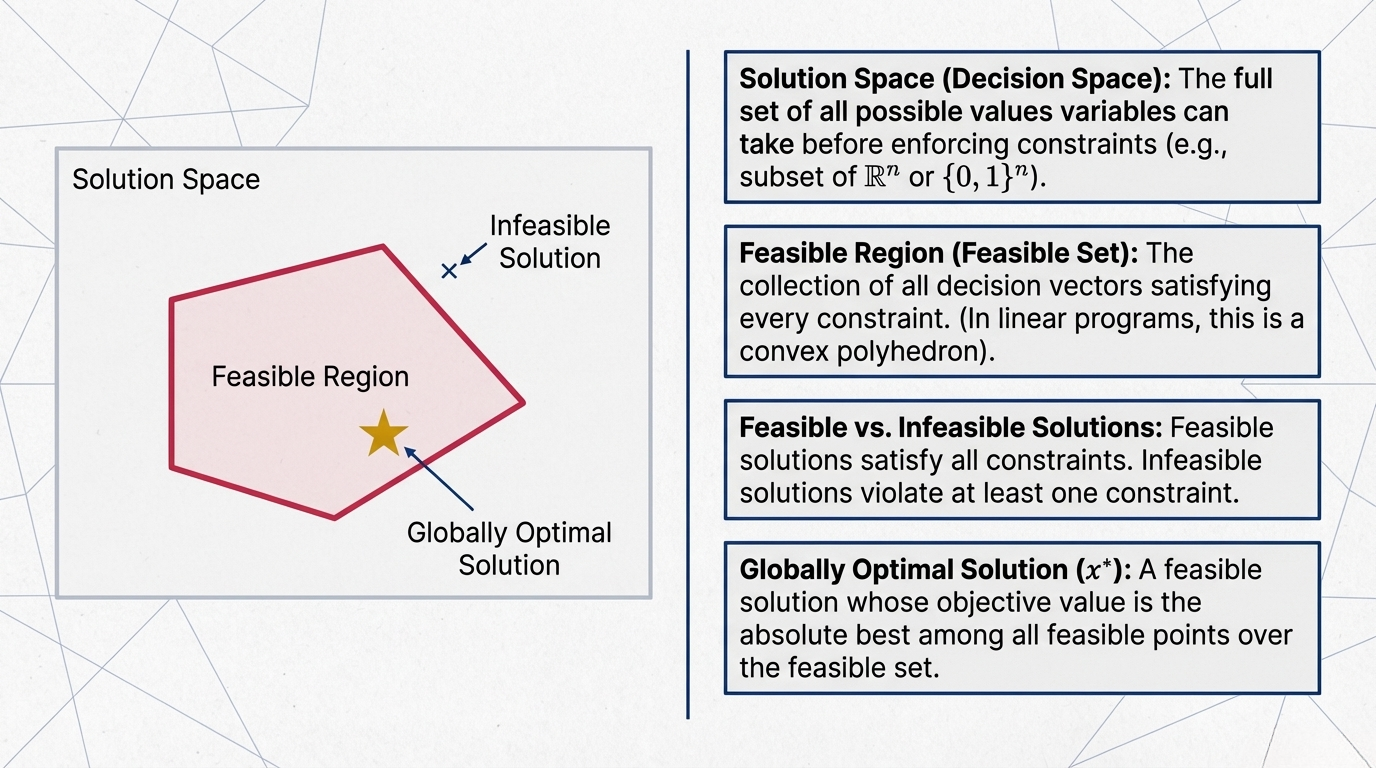 Solution Space
Infeasible
Solution
Feasible Region
Globally Optimal
Solution
Solution Space (Decision Space): The full
set of all possible values variables can
take before enforcing constraints (e.g.,
subset of ℝⁿ or {0, 1}ⁿ).
Feasible Region (Feasible Set): The
collection of all decision vectors satisfying
every constraint. (In linear programs, this is a
convex polyhedron).
Feasible vs. Infeasible Solutions: Feasible
solutions satisfy all constraints. Infeasible
solutions violate at least one constraint.
Globally Optimal Solution (x*): A feasible
solution whose objective value is the
absolute best among all feasible points over
the feasible set.